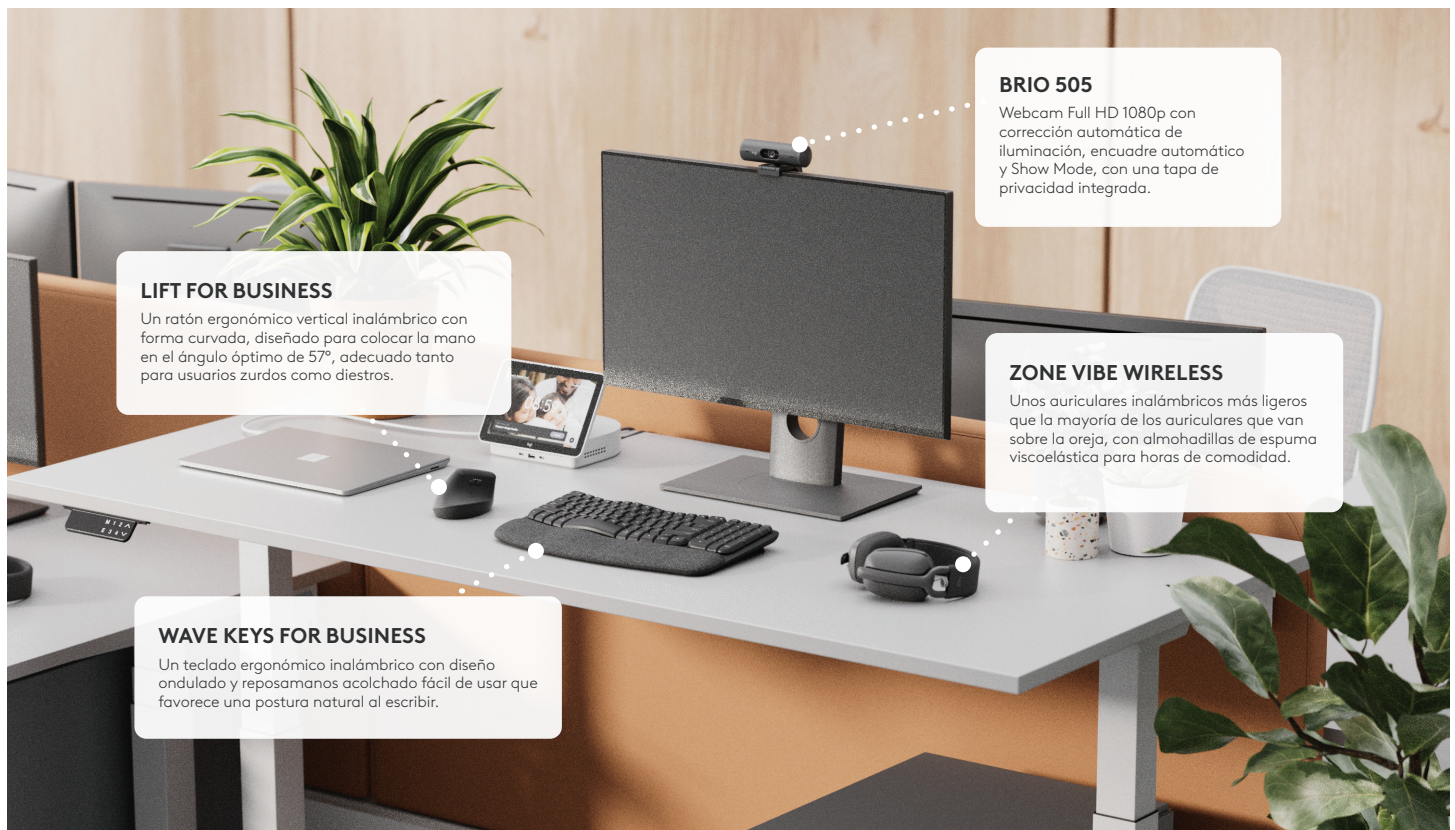 BRIO 505
Webcam Full HD 1080p con
corrección automática de
iluminación, encuadre automático
y Show Mode, con una tapa de
privacidad integrada.
LIFT FOR BUSINESS
Un ratón ergonómico vertical inalámbrico con
forma curvada, diseñado para colocar la mano
en el ángulo óptimo de 57º, adecuado tanto
para usuarios zurdos como diestros.
ZONE VIBE WIRELESS
Unos auriculares inalámbricos más ligeros
que la mayoría de los auriculares que van
sobre la oreja, con almohadillas de espuma
viscoelástica para horas de comodidad.
WAVE KEYS FOR BUSINESS
Un teclado ergonómico inalámbrico con diseño
ondulado y reposamanos acolchado fácil de usar que
favorece una postura natural al escribir.